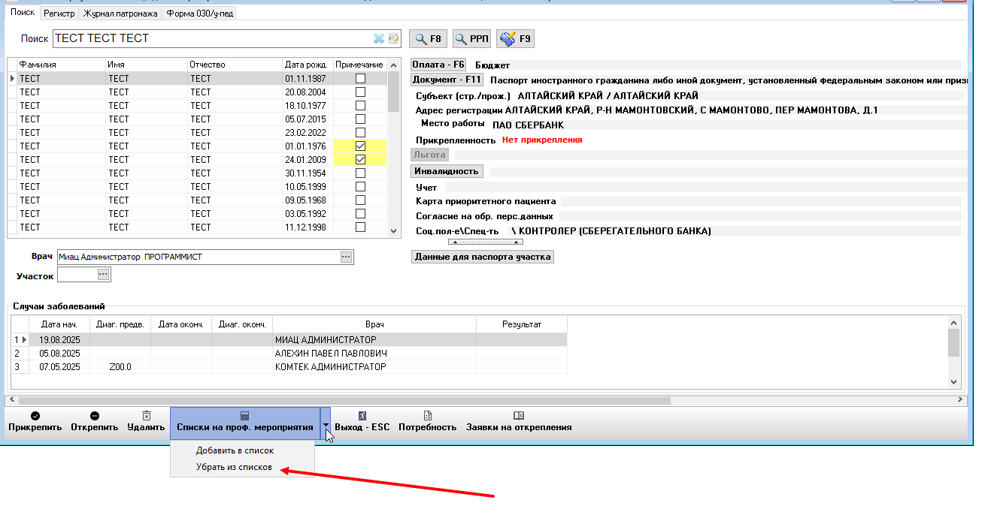 Поиск Регистр Журнал патронажа Форма 030/у-пед
Поиск ТЕСТ ТЕСТ ТЕСТ F8 РРП F9
Фамилия Имя Отчество Дата рожд. Примечание
ТЕСТ ТЕСТ ТЕСТ 01.11.1987
ТЕСТ ТЕСТ ТЕСТ 20.08.2004
ТЕСТ ТЕСТ ТЕСТ 18.10.1977
ТЕСТ ТЕСТ ТЕСТ 05.07.2015
ТЕСТ ТЕСТ ТЕСТ 23.02.2022
ТЕСТ ТЕСТ ТЕСТ 01.01.1976
ТЕСТ ТЕСТ ТЕСТ 24.01.2009
ТЕСТ ТЕСТ ТЕСТ 30.11.1954
ТЕСТ ТЕСТ ТЕСТ 10.05.1999
ТЕСТ ТЕСТ ТЕСТ 09.05.1968
ТЕСТ ТЕСТ ТЕСТ 03.05.1992
ТЕСТ ТЕСТ ТЕСТ 11.12.1998
Оплата - F6 Бюджет
Документ - F11 Паспорт иностранного гражданина либо иной документ, установленный федеральным законом или приз
Субъект (стр./прож.) АЛТАЙСКИЙ КРАЙ / АЛТАЙСКИЙ КРАЙ
Адрес регистрации АЛТАЙСКИЙ КРАЙ, Р-Н МАМОНТОВСКИЙ, С МАМОНТОВО, ПЕР МАМОНТОВА, Д.1
Место работы ПАО СБЕРБАНК
Прикрепленность Нет прикрепления
Льгота
Инвалидность
Учет
Карта приоритетного пациента
Согласие на обр. перс.данных
Соц.пол-е\Спец-ть \ КОНТРОЛЕР (СБЕРЕГАТЕЛЬНОГО БАНКА)
Данные для паспорта участка
Врач Миац Администратор ПРОГРАММИСТ ...
Участок ...
Случаи заболеваний
Дата нач. Диаг. предв. Дата оконч. Диаг. оконч. Врач Результат
1 19.08.2025 МИАЦ АДМИНИСТРАТОР
2 05.08.2025 АЛЕХИН ПАВЕЛ ПАВЛОВИЧ
3 07.05.2025 Z00.0 КОМТЕК АДМИНИСТРАТОР
Прикрепить Открепить Удалить Списки на проф. мероприятия Выход - ESC Потребность Заявки на открепления
Добавить в список
Убрать из списков